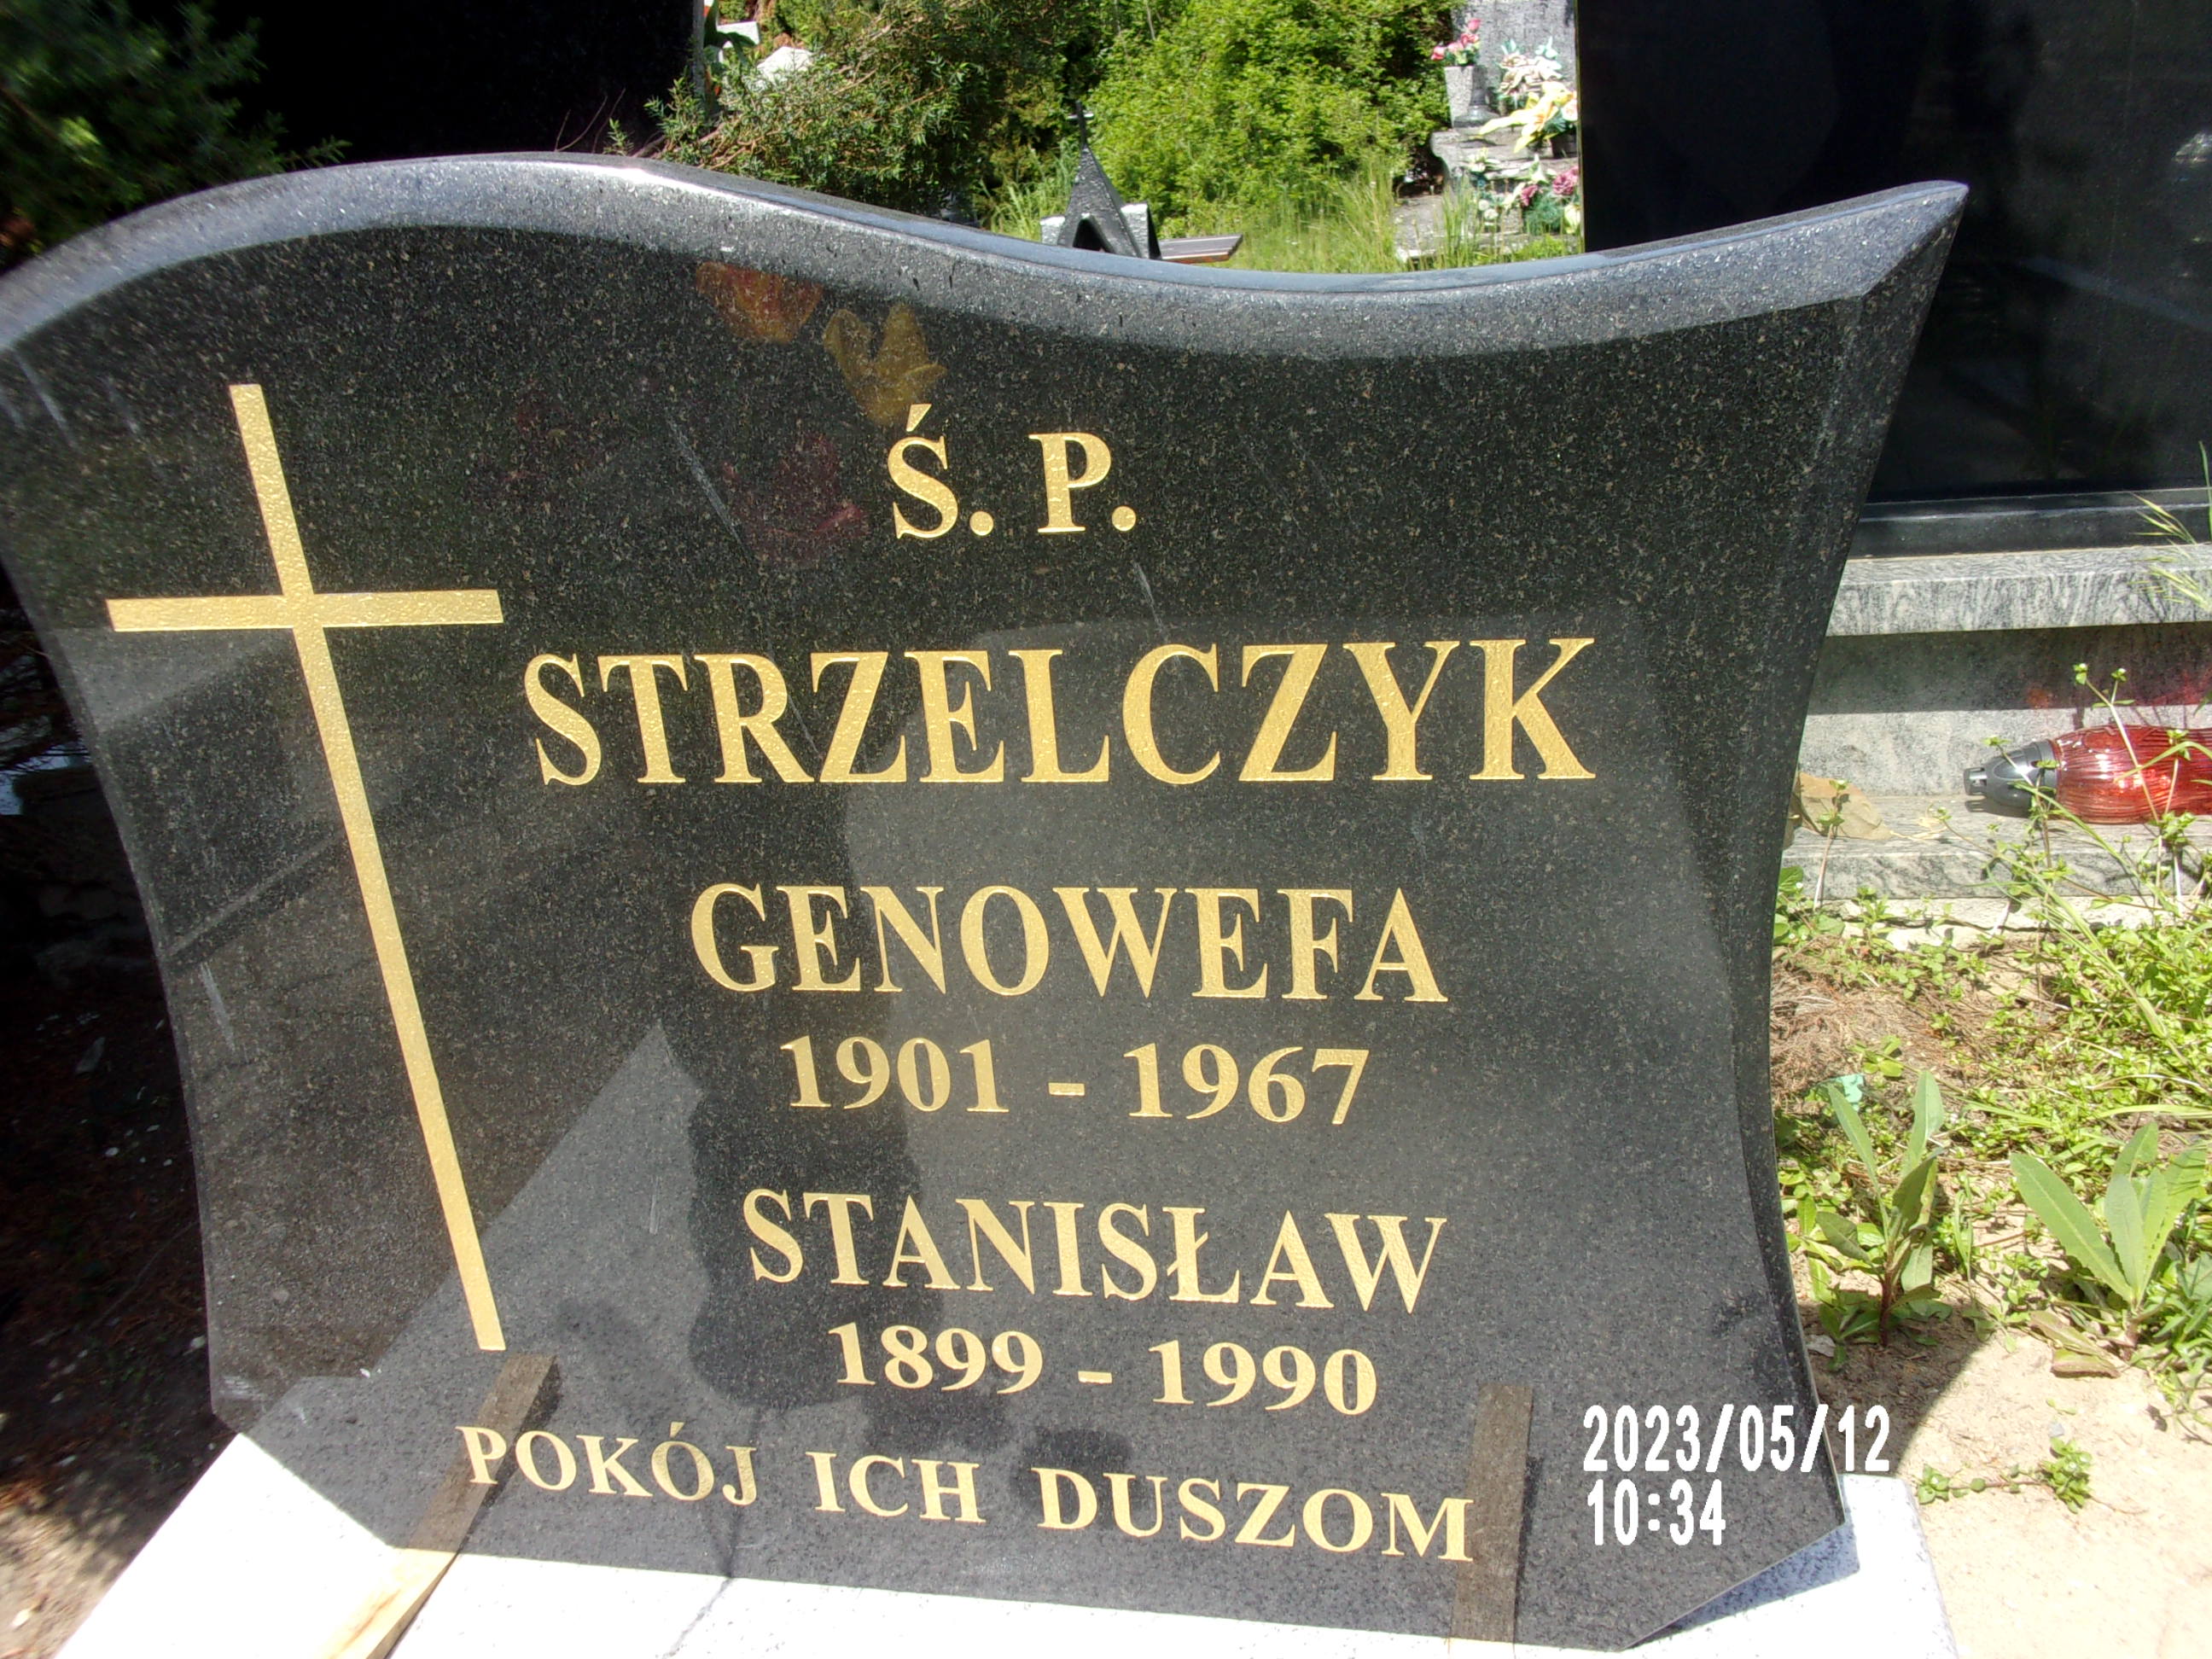 Ś. P.
STRZELCZYK
GENOWEFA
1901 - 1967
STANISŁAW
1899 - 1990
POKÓJ ICH DUSZOM
2023/05/12
10:34